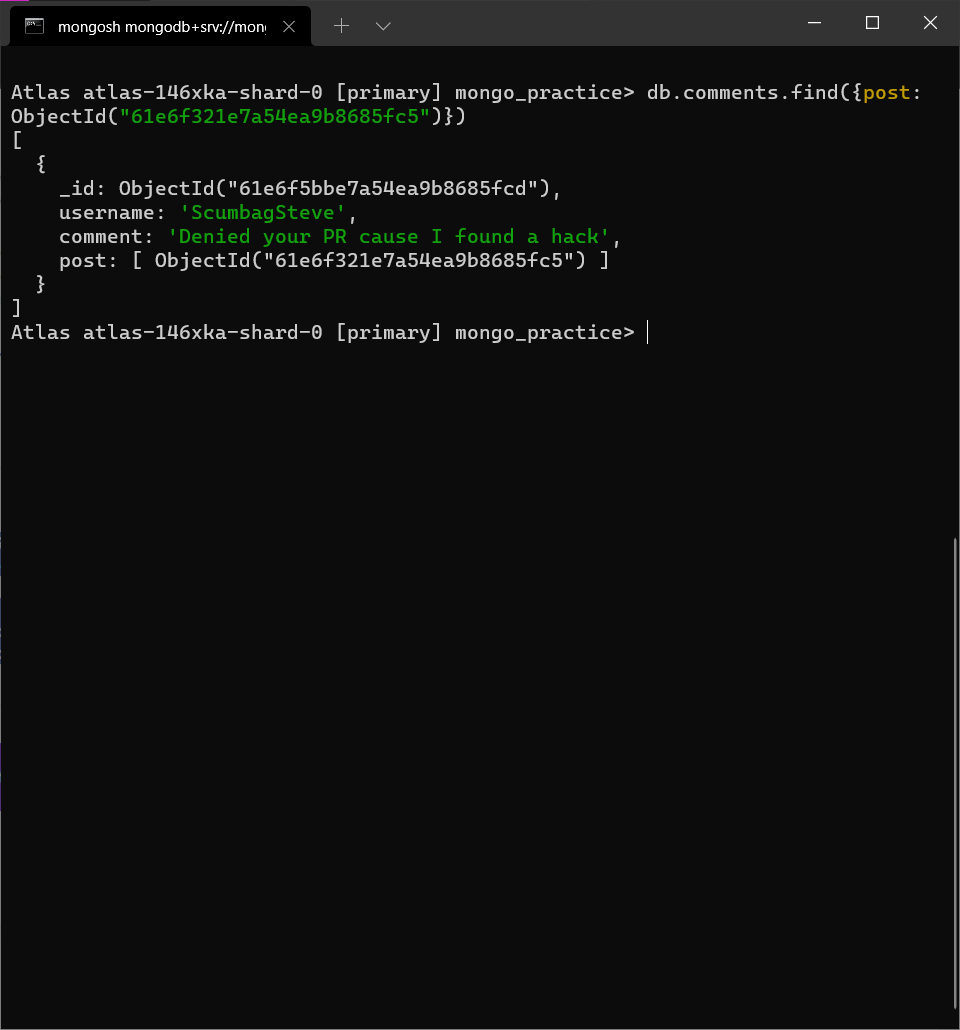 mongosh mongodb+srv://mon
Atlas atlas-146xka-shard-0 [primary] mongo_practice> db.comments.find({post:
ObjectId("61e6f321e7a54ea9b8685fc5")})
[
  {
    _id: ObjectId("61e6f5bbe7a54ea9b8685fcd"),
    username: 'ScumbagSteve',
    comment: 'Denied your PR cause I found a hack',
    post: [ ObjectId("61e6f321e7a54ea9b8685fc5") ]
  }
]
Atlas atlas-146xka-shard-0 [primary] mongo_practice>